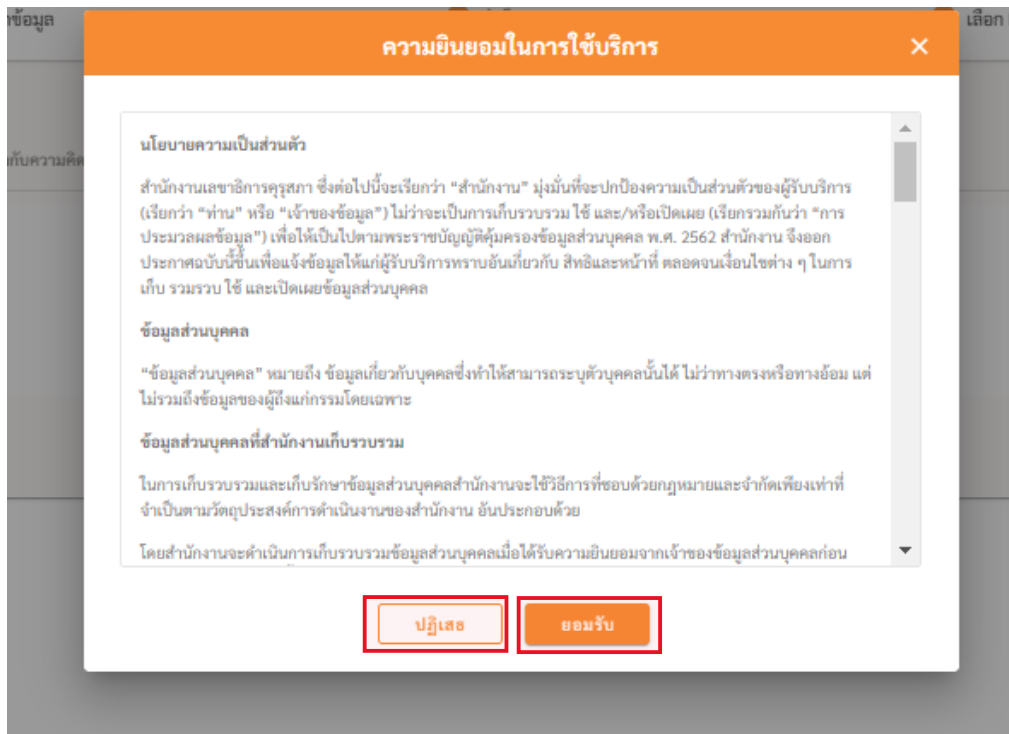 ข้อมูล
เลือก
ความยินยอมในการใช้บริการ
นโยบายความเป็นส่วนตัว
กับความคิด
สำนักงานเลขาธิการคุรุสภา ซึ่งต่อไปนี้จะเรียกว่า “สำนักงาน” มุ่งมั่นที่จะปกป้องความเป็นส่วนตัวของผู้รับบริการ
(เรียกว่า “ท่าน” หรือ “เจ้าของข้อมูล”) ไม่ว่าจะเป็นการเก็บรวบรวม ใช้ และ/หรือเปิดเผย (เรียกรวมกันว่า “การ
ประมวลผลข้อมูล”) เพื่อให้เป็นไปตามพระราชบัญญัติคุ้มครองข้อมูลส่วนบุคคล พ.ศ. 2562 สำนักงาน จึงออก
ประกาศฉบับนี้ขึ้นเพื่อแจ้งข้อมูลให้แก่ผู้รับบริการทราบอันเกี่ยวกับ สิทธิและหน้าที่ ตลอดจนเงื่อนไขต่าง ๆ ในการ
เก็บ รวมรวบ ใช้ และเปิดเผยข้อมูลส่วนบุคคล
ข้อมูลส่วนบุคคล
“ข้อมูลส่วนบุคคล” หมายถึง ข้อมูลเกี่ยวกับบุคคลซึ่งทำให้สามารถระบุตัวบุคคลนั้นได้ ไม่ว่าทางตรงหรือทางอ้อม แต่
ไม่รวมถึงข้อมูลของผู้ถึงแก่กรรมโดยเฉพาะ
ข้อมูลส่วนบุคคลที่สำนักงานเก็บรวบรวม
ในการเก็บรวบรวมและเก็บรักษาข้อมูลส่วนบุคคลสำนักงานจะใช้วิธีการที่ชอบด้วยกฎหมายและจำกัดเพียงเท่าที่
จำเป็นตามวัตถุประสงค์การดำเนินงานของสำนักงาน อันประกอบด้วย
โดยสำนักงานจะดำเนินการเก็บรวบรวมข้อมูลส่วนบุคคลเมื่อได้รับความยินยอมจากเจ้าของข้อมูลส่วนบุคคลก่อน
ปฏิเสธ
ยอมรับ